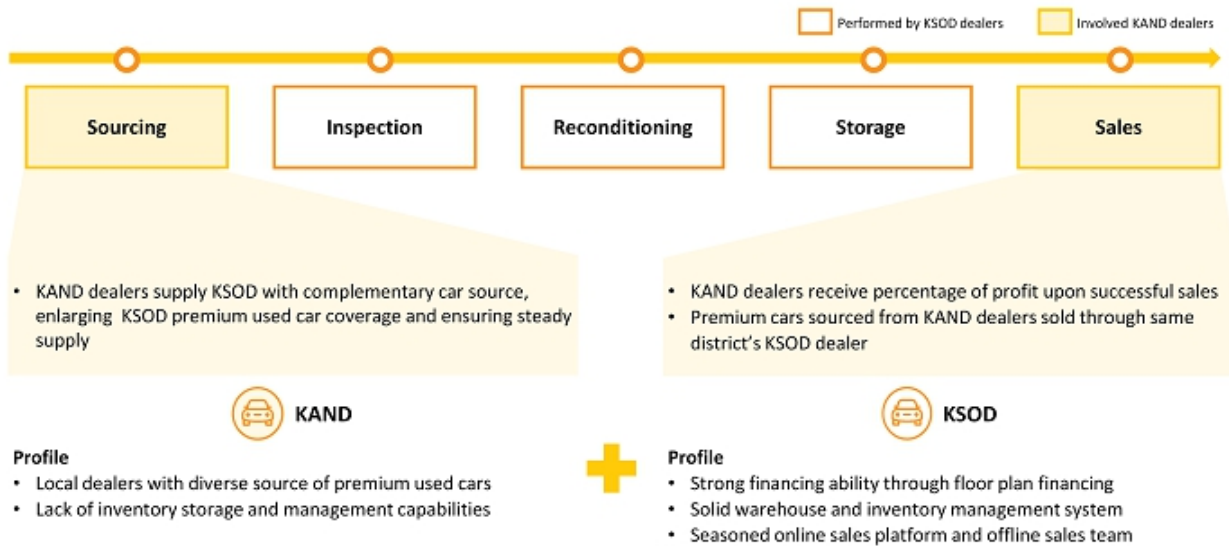 Performed by KSOD dealers
Involved KAND dealers
Sourcing
Inspection
Reconditioning
Storage
Sales
• KAND dealers supply KSOD with complementary car source,
enlarging KSOD premium used car coverage and ensuring steady
supply
• KAND dealers receive percentage of profit upon successful sales
• Premium cars sourced from KAND dealers sold through same
district's KSOD dealer
KAND
Profile
• Local dealers with diverse source of premium used cars
• Lack of inventory storage and management capabilities
KSOD
Profile
• Strong financing ability through floor plan financing
• Solid warehouse and inventory management system
• Seasoned online sales platform and offline sales team